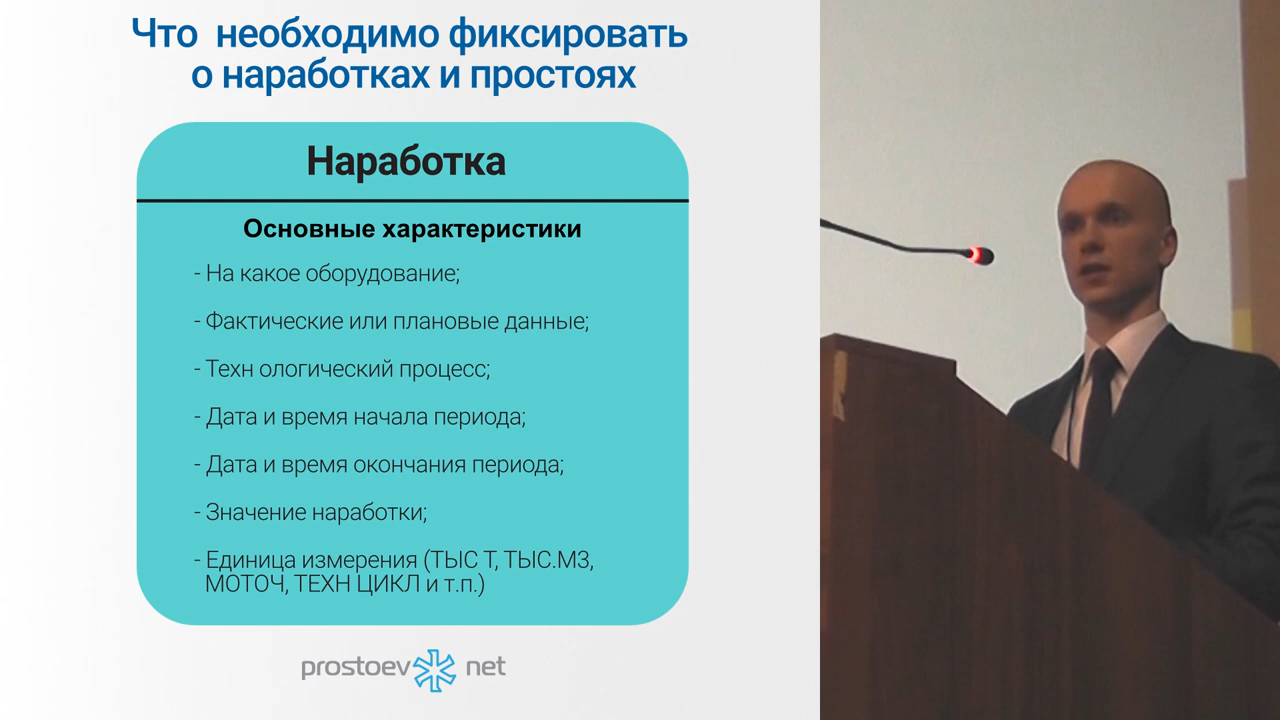 Что необходимо фиксировать
о наработках и простоях
Наработка
Основные характеристики
- На какое оборудование;
- Фактические или плановые данные;
- Техн ологический процесс;
- Дата и время начала периода;
- Дата и время окончания периода;
- Значение наработки;
- Единица измерения (ТЫС Т, ТЫС.М3,
МОТОЧ, ТЕХН ЦИКЛ и т.п.)
prostoev net